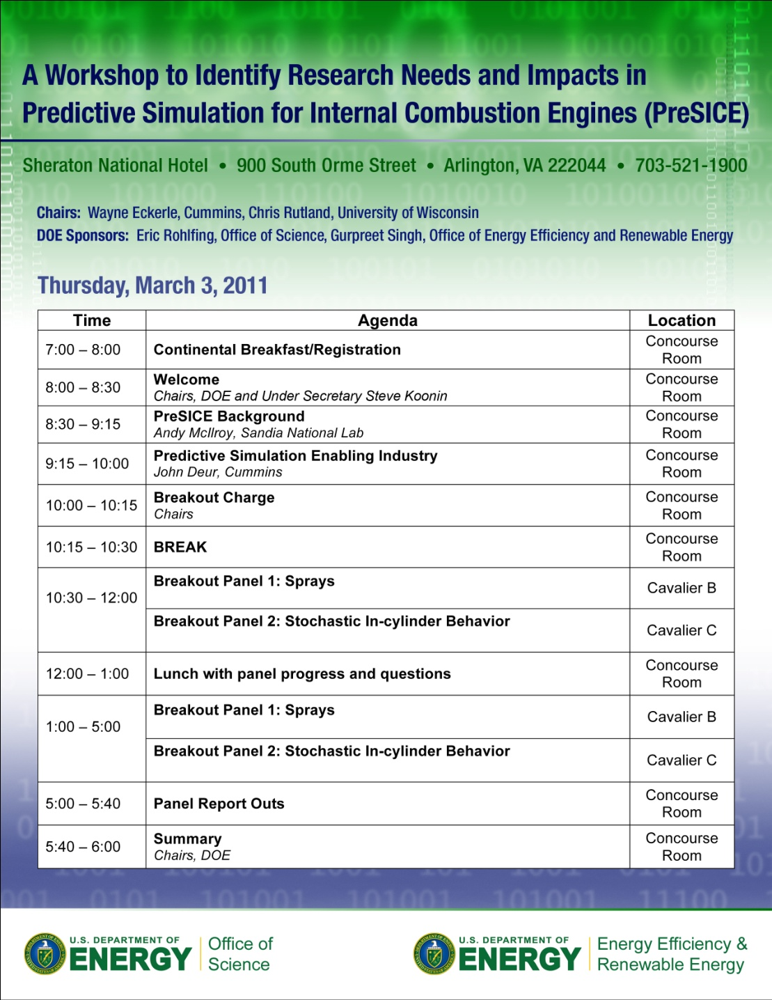 A Workshop to Identify Research Needs and Impacts in
Predictive Simulation for Internal Combustion Engines (PreSICE)
Sheraton National Hotel • 900 South Orme Street • Arlington, VA 222044 • 703-521-1900
Chairs: Wayne Eckerle, Cummins, Chris Rutland, University of Wisconsin
DOE Sponsors: Eric Rohlfing, Office of Science, Gurpreet Singh, Office of Energy Efficiency and Renewable Energy
Thursday, March 3, 2011
Time Agenda Location
7:00 – 8:00 Continental Breakfast/Registration Concourse
Room
8:00 – 8:30 Welcome Concourse
Chairs, DOE and Under Secretary Steve Koonin Room
8:30 – 9:15 PreSICE Background Concourse
Andy McIlroy, Sandia National Lab Room
9:15 – 10:00 Predictive Simulation Enabling Industry Concourse
John Deur, Cummins Room
10:00 – 10:15 Breakout Charge Concourse
Chairs Room
10:15 – 10:30 BREAK Concourse
Room
10:30 – 12:00 Breakout Panel 1: Sprays Cavalier B
Breakout Panel 2: Stochastic In-cylinder Behavior Cavalier C
12:00 – 1:00 Lunch with panel progress and questions Concourse
Room
1:00 – 5:00 Breakout Panel 1: Sprays Cavalier B
Breakout Panel 2: Stochastic In-cylinder Behavior Cavalier C
5:00 – 5:40 Panel Report Outs Concourse
Room
5:40 – 6:00 Summary Concourse
Chairs, DOE Room
U.S. DEPARTMENT OF
ENERGY
Office of
Science
U.S. DEPARTMENT OF
ENERGY
Energy Efficiency &
Renewable Energy